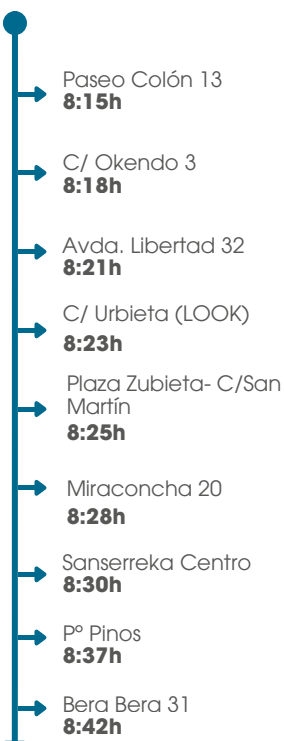 Paseo Colón 13
8:15h
C/ Okendo 3
8:18h
Avda. Libertad 32
8:21h
C/ Urbieta (LOOK)
8:23h
Plaza Zubieta- C/San
Martín
8:25h
Miraconcha 20
8:28h
Sanserreka Centro
8:30h
Pº Pinos
8:37h
Bera Bera 31
8:42h